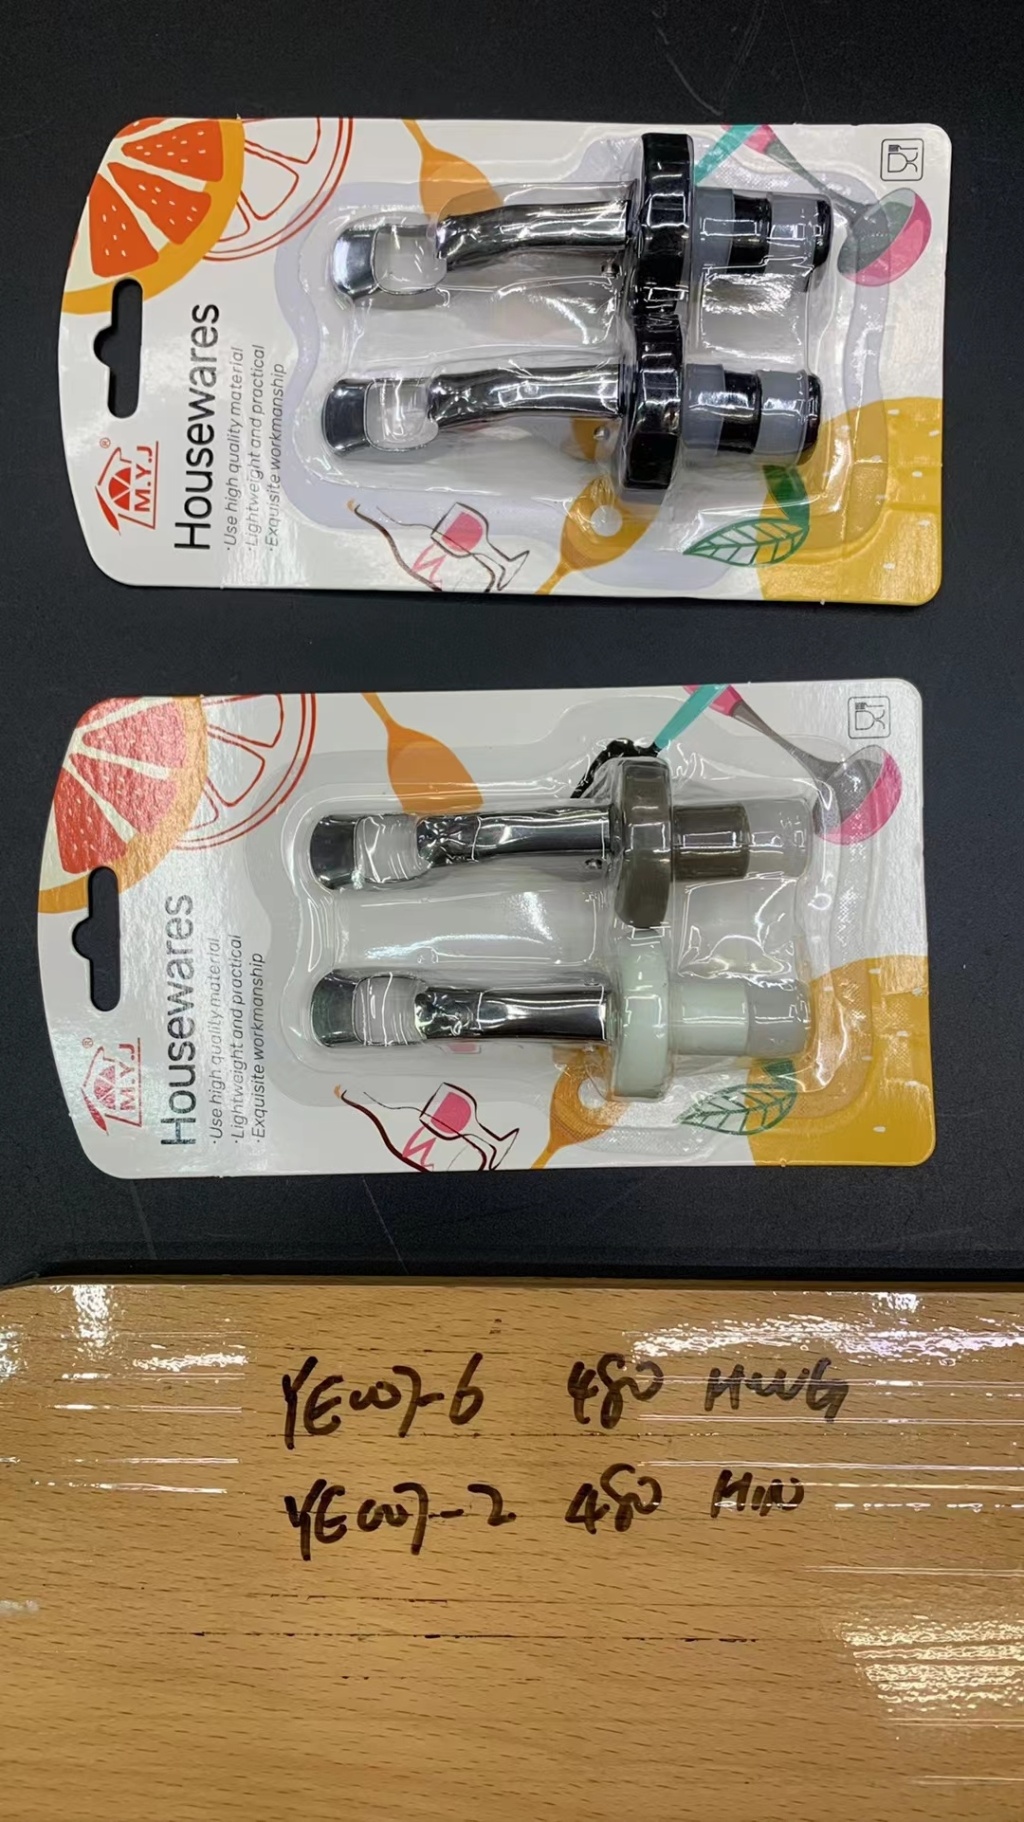 Housewares
·Use high quality material
·Lightweight and practical
·Exquisite workmanship
M.Y.J®
Housewares
·Use high quality material
·Lightweight and practical
·Exquisite workmanship
M.Y.J
YE007-6 480
YE007-2 480